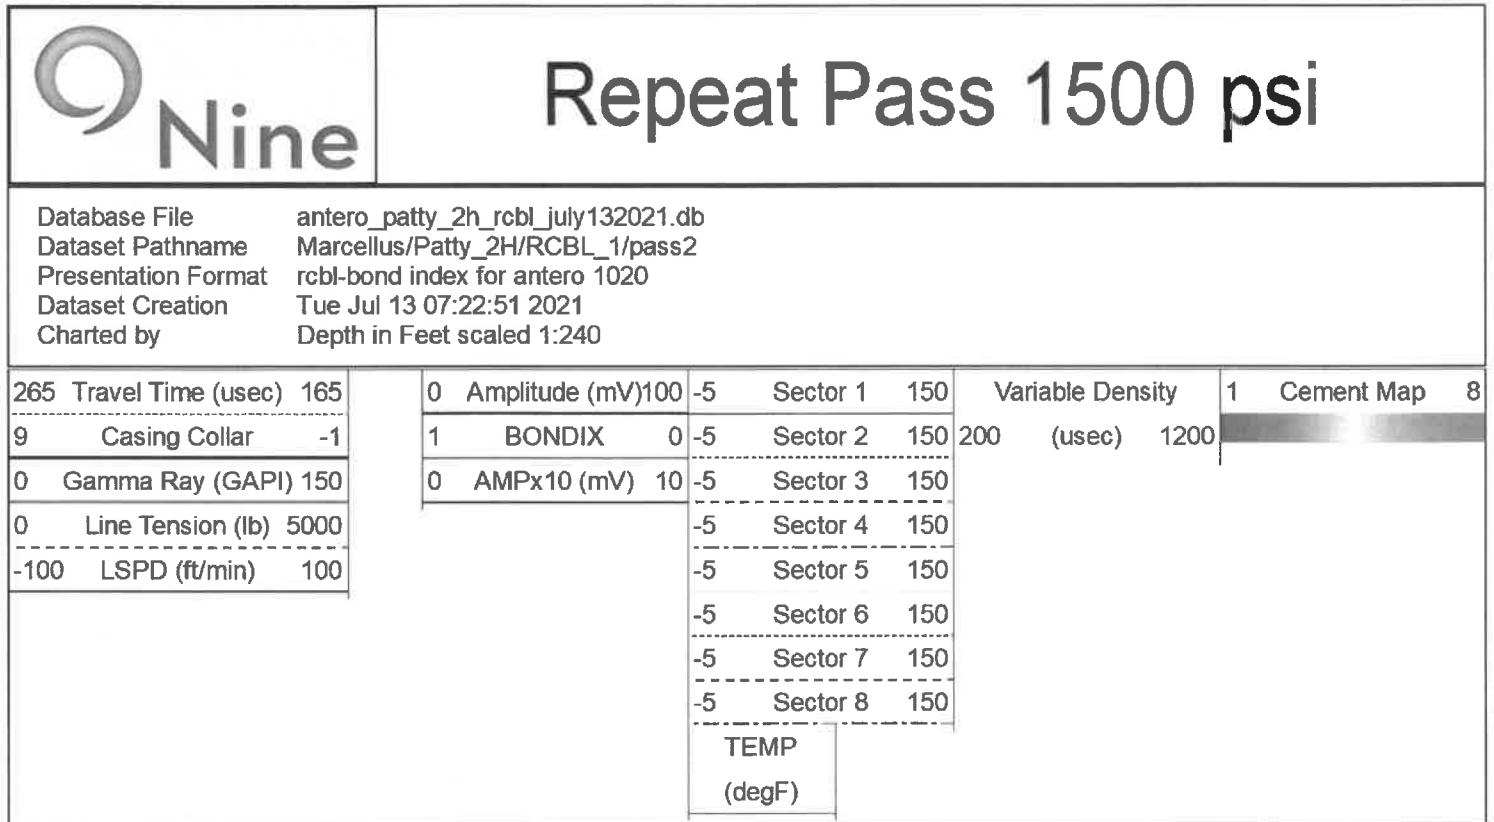 Nine
Repeat Pass 1500 psi
Database File antero_patty_2h_rcbl_july132021.db
Dataset Pathname Marcellus/Patty_2H/RCBL_1/pass2
Presentation Format rcbl-bond index for antero 1020
Dataset Creation Tue Jul 13 07:22:51 2021
Charted by Depth in Feet scaled 1:240
265 Travel Time (usec) 165
9 Casing Collar -1
0 Gamma Ray (GAPI) 150
0 Line Tension (lb) 5000
-100 LSPD (ft/min) 100
0 Amplitude (mV) 100
1 BONDIX 0
0 AMPx10 (mV) 10
-5 Sector 1 150
-5 Sector 2 150
-5 Sector 3 150
-5 Sector 4 150
-5 Sector 5 150
-5 Sector 6 150
-5 Sector 7 150
-5 Sector 8 150
TEMP
(degF)
Variable Density
200 (usec) 1200
1 Cement Map 8